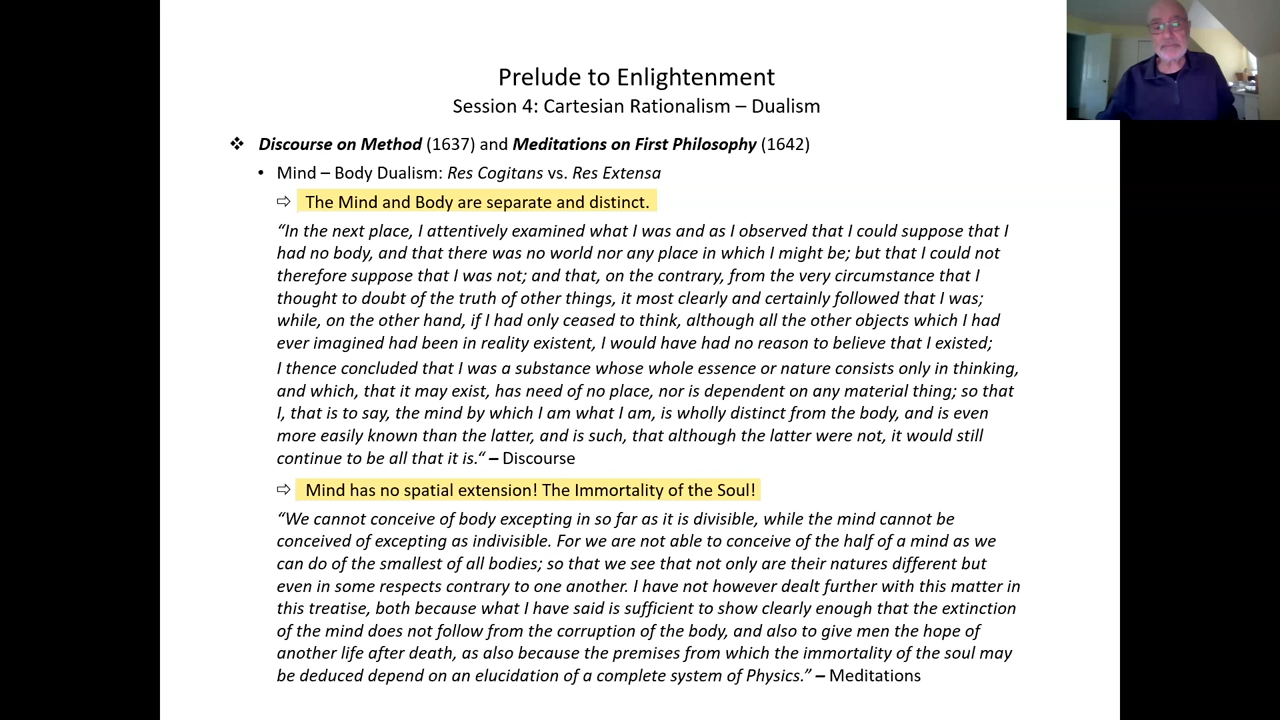 Prelude to Enlightenment
Session 4: Cartesian Rationalism – Dualism
❖ Discourse on Method (1637) and Meditations on First Philosophy (1642)
• Mind – Body Dualism: Res Cogitans vs. Res Extensa
⇨ The Mind and Body are separate and distinct.
“In the next place, I attentively examined what I was and as I observed that I could suppose that I
had no body, and that there was no world nor any place in which I might be; but that I could not
therefore suppose that I was not; and that, on the contrary, from the very circumstance that I
thought to doubt of the truth of other things, it most clearly and certainly followed that I was;
while, on the other hand, if I had only ceased to think, although all the other objects which I had
ever imagined had been in reality existent, I would have had no reason to believe that I existed;
I thence concluded that I was a substance whose whole essence or nature consists only in thinking,
and which, that it may exist, has need of no place, nor is dependent on any material thing; so that
I, that is to say, the mind by which I am what I am, is wholly distinct from the body, and is even
more easily known than the latter, and is such, that although the latter were not, it would still
continue to be all that it is.“ – Discourse
⇨ Mind has no spatial extension! The Immortality of the Soul!
“We cannot conceive of body excepting in so far as it is divisible, while the mind cannot be
conceived of excepting as indivisible. For we are not able to conceive of the half of a mind as we
can do of the smallest of all bodies; so that we see that not only are their natures different but
even in some respects contrary to one another. I have not however dealt further with this matter in
this treatise, both because what I have said is sufficient to show clearly enough that the extinction
of the mind does not follow from the corruption of the body, and also to give men the hope of
another life after death, as also because the premises from which the immortality of the soul may
be deduced depend on an elucidation of a complete system of Physics.” – Meditations